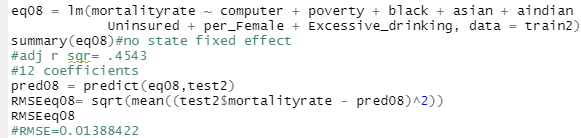 eq08 = lm(mortalityrate ~ computer + poverty + black + asian + aindian
Uninsured + per_Female + Excessive_drinking, data = train2)
summary(eq08)#no state fixed effect
#adj r sqr= .4543
#12 coefficients
pred08 = predict(eq08,test2)
RMSEeq08= sqrt(mean((test2$mortalityrate - pred08)^2))
RMSEeq08
#RMSE=0.01388422